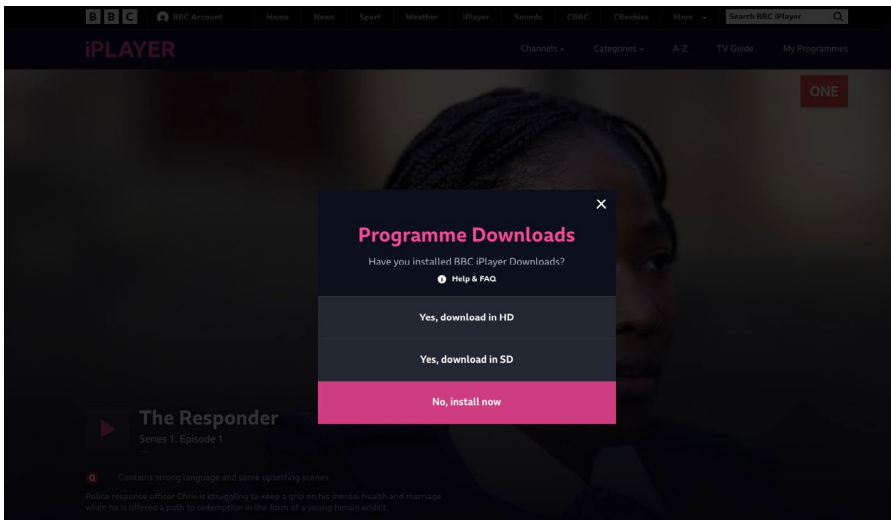 BBC BBC Account Home News Sport Weather iPlayer Sounds CBBC CBeebies More Search BBC iPlayer
iPLAYER Channels Categories A-Z TV Guide My Programmes
ONE
Programme Downloads
Have you installed BBC iPlayer Downloads?
Help & FAQ
Yes, download in HD
Yes, download in SD
No, install now
The Responder
Series 1: Episode 1
G Contains strong language and some upsetting scenes.
Police response officer Chris is struggling to keep a grip on his mental health and marriage
when he is offered a path to redemption in the form of a young heroin addict.